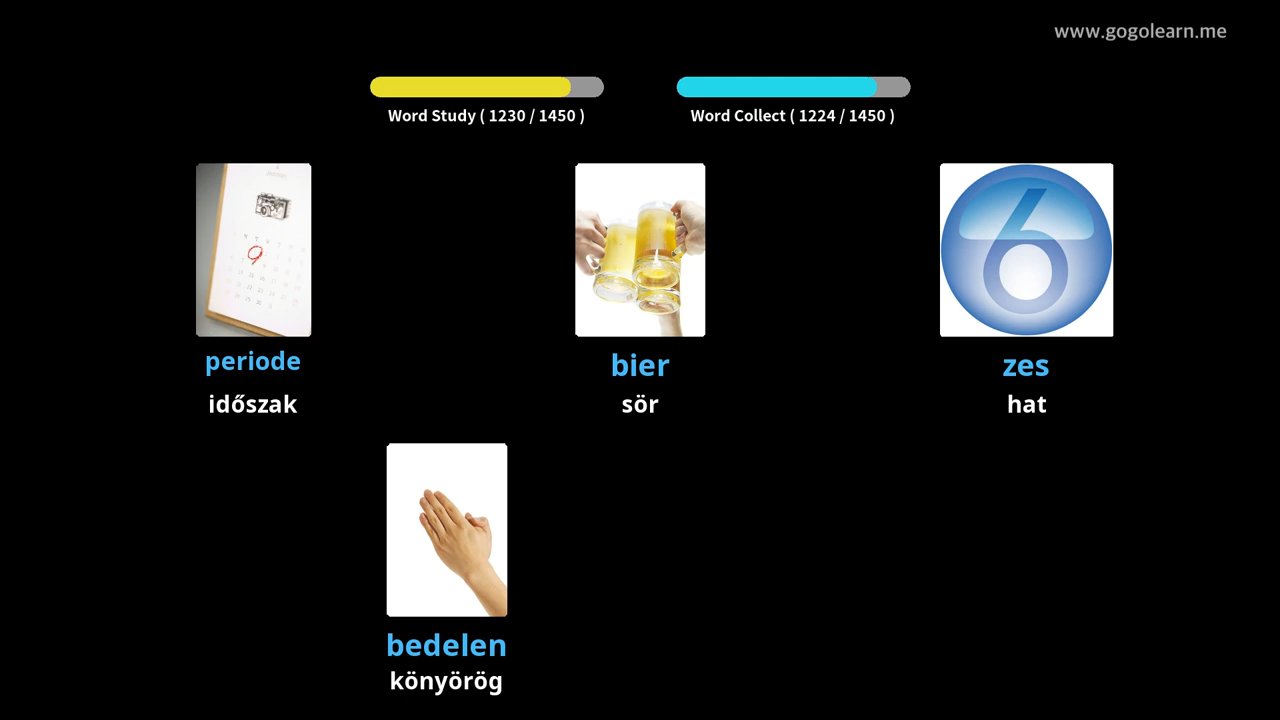 www.gogolearn.me
Word Study ( 1230 / 1450 )
Word Collect ( 1224 / 1450 )
6
periode
bier
zes
időszak
sör
hat
bedelen
könyörög